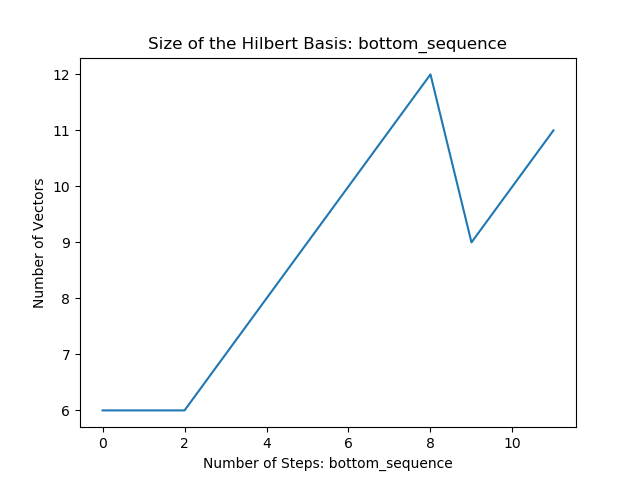 Size of the Hilbert Basis: bottom_sequence
12
11
10
9
8
7
6
Number of Vectors
0 2 4 6 8 10
Number of Steps: bottom_sequence